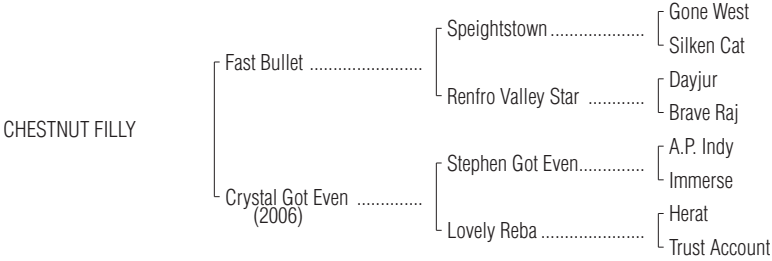 Gone West
Speightstown .....................
Silken Cat
Fast Bullet ........................
Dayjur
Renfro Valley Star ............
Brave Raj
CHESTNUT FILLY
A.P. Indy
Stephen Got Even..............
Immerse
Crystal Got Even ..............
(2006)
Herat
Lovely Reba ......................
Trust Account